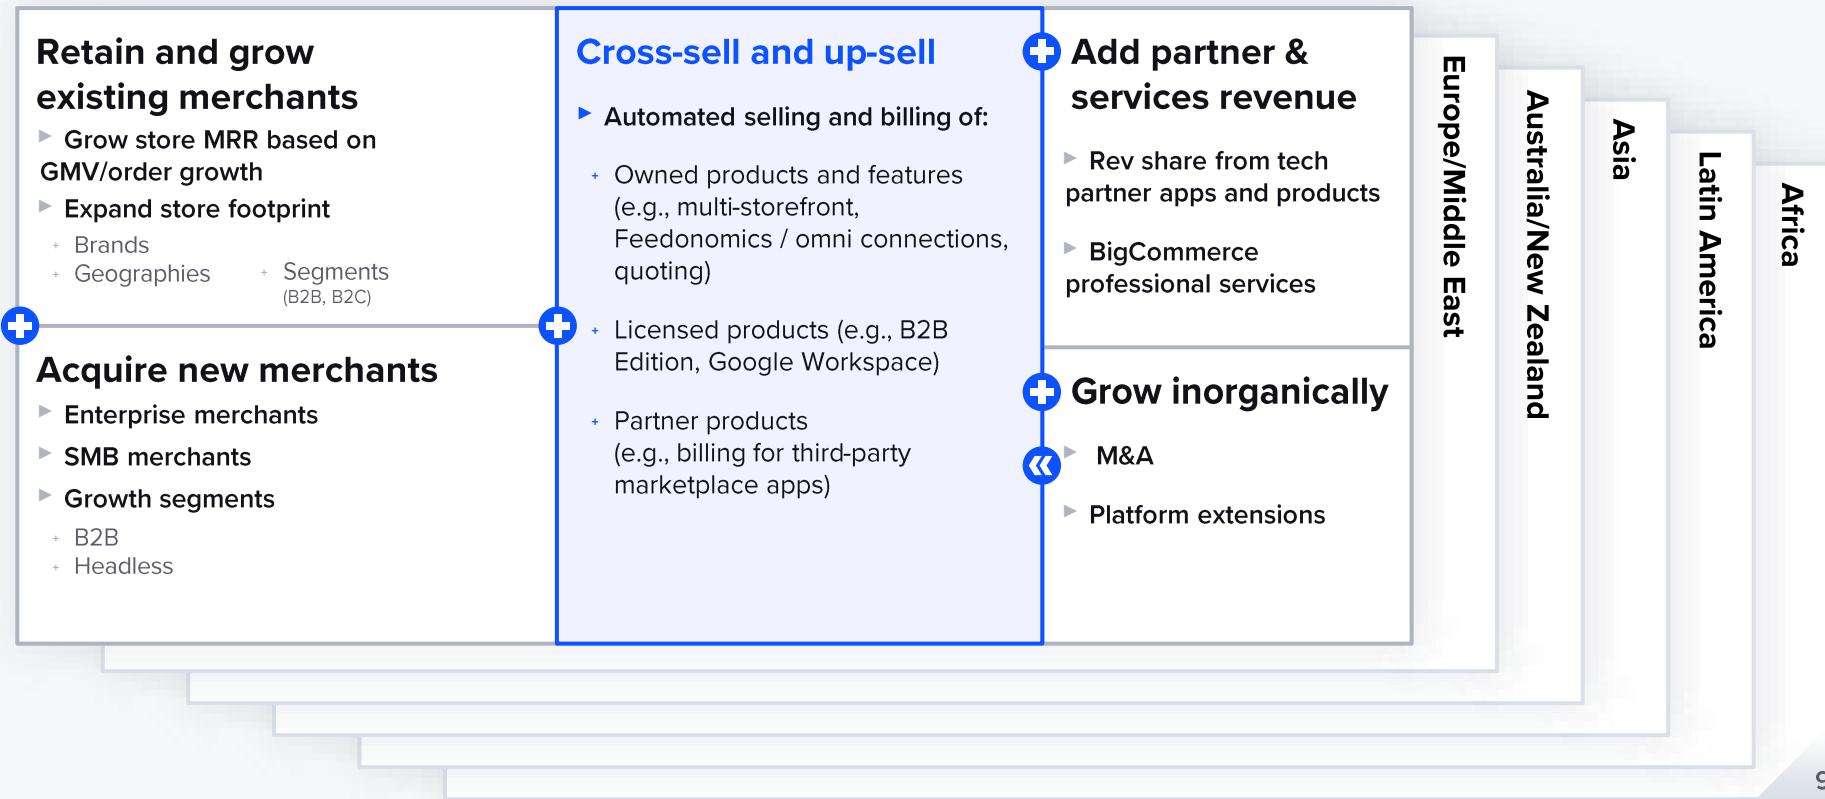 Retain and grow
existing merchants
Grow store MRR based on
GMV/order growth
Expand store footprint
Brands
Geographies
Segments
(B2B, B2C)
Acquire new merchants
Enterprise merchants
SMB merchants
Growth segments
B2B
Headless
Cross-sell and up-sell
Automated selling and billing of:
Owned products and features
(e.g., multi-storefront,
Feedonomics / omni connections,
quoting)
Licensed products (e.g., B2B
Edition, Google Workspace)
Partner products
(e.g., billing for third-party
marketplace apps)
Add partner &
services revenue
Rev share from tech
partner apps and products
BigCommerce
professional services
Grow inorganically
M&A
Platform extensions
Europe/Middle East
Australia/New Zealand
Asia
Latin America
Africa